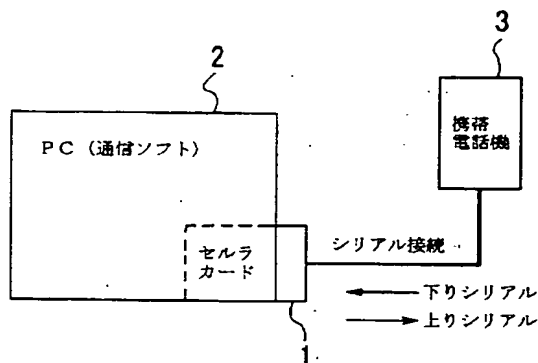 2
3
PC(通信ソフト)
携帯
電話機
セルラ
カード
シリアル接続
下りシリアル
上りシリアル
1